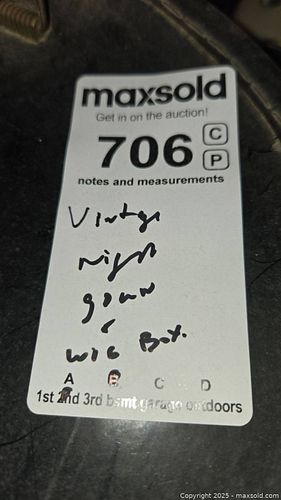 maxsold
Get in on the auction!
706 C
P
notes and measurements
Vintage
Night
gown
&
wig Box.
A B C D
1st 2nd 3rd bsmt garage outdoors
Copyright 2025 - maxsold.com